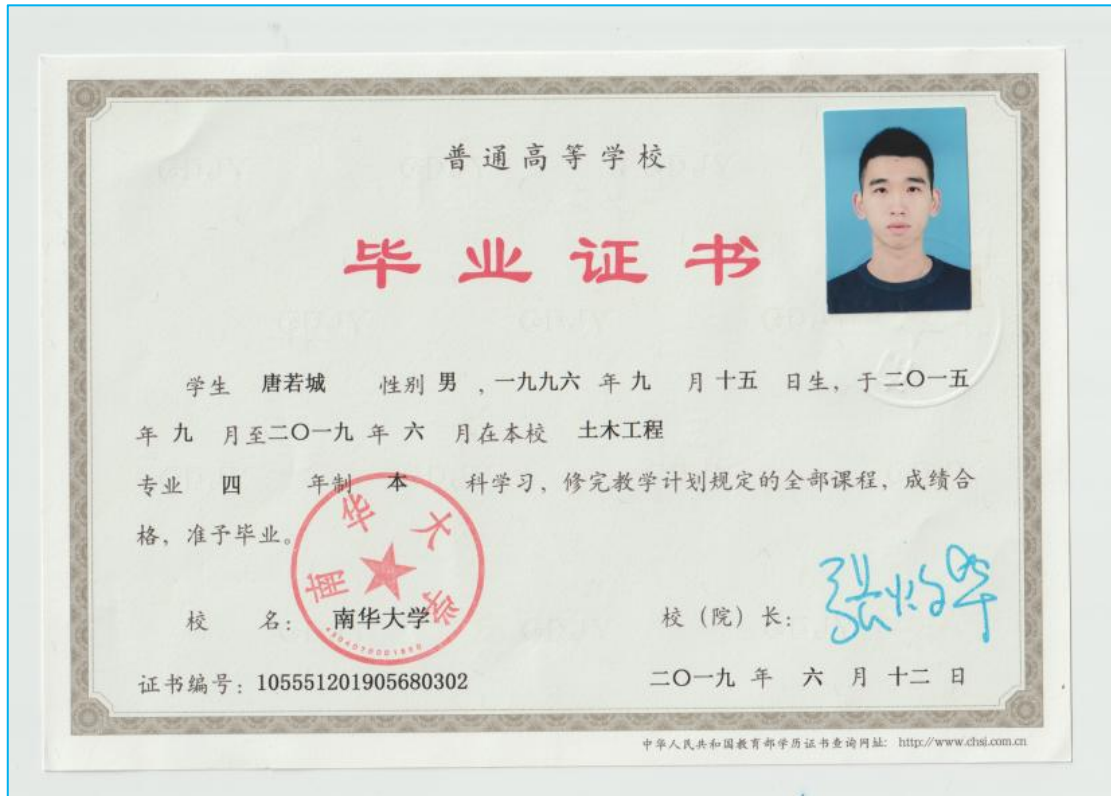 普通高等学校
毕业证书
学生 唐若城 性别 男 ,一九九六 年 九 月 十五 日生, 于二〇一五
年 九 月至二〇一九 年 六 月在本校 土木工程
专业 四 年制 本 科学习, 修完教学计划规定的全部课程, 成绩合
格, 准予毕业。
南华大学
校 名: 南华大学 校 (院) 长:
证书编号: 105551201905680302 二〇一九 年 六 月 十二 日
中华人民共和国教育部学历证书查询网址: http://www.chsi.com.cn